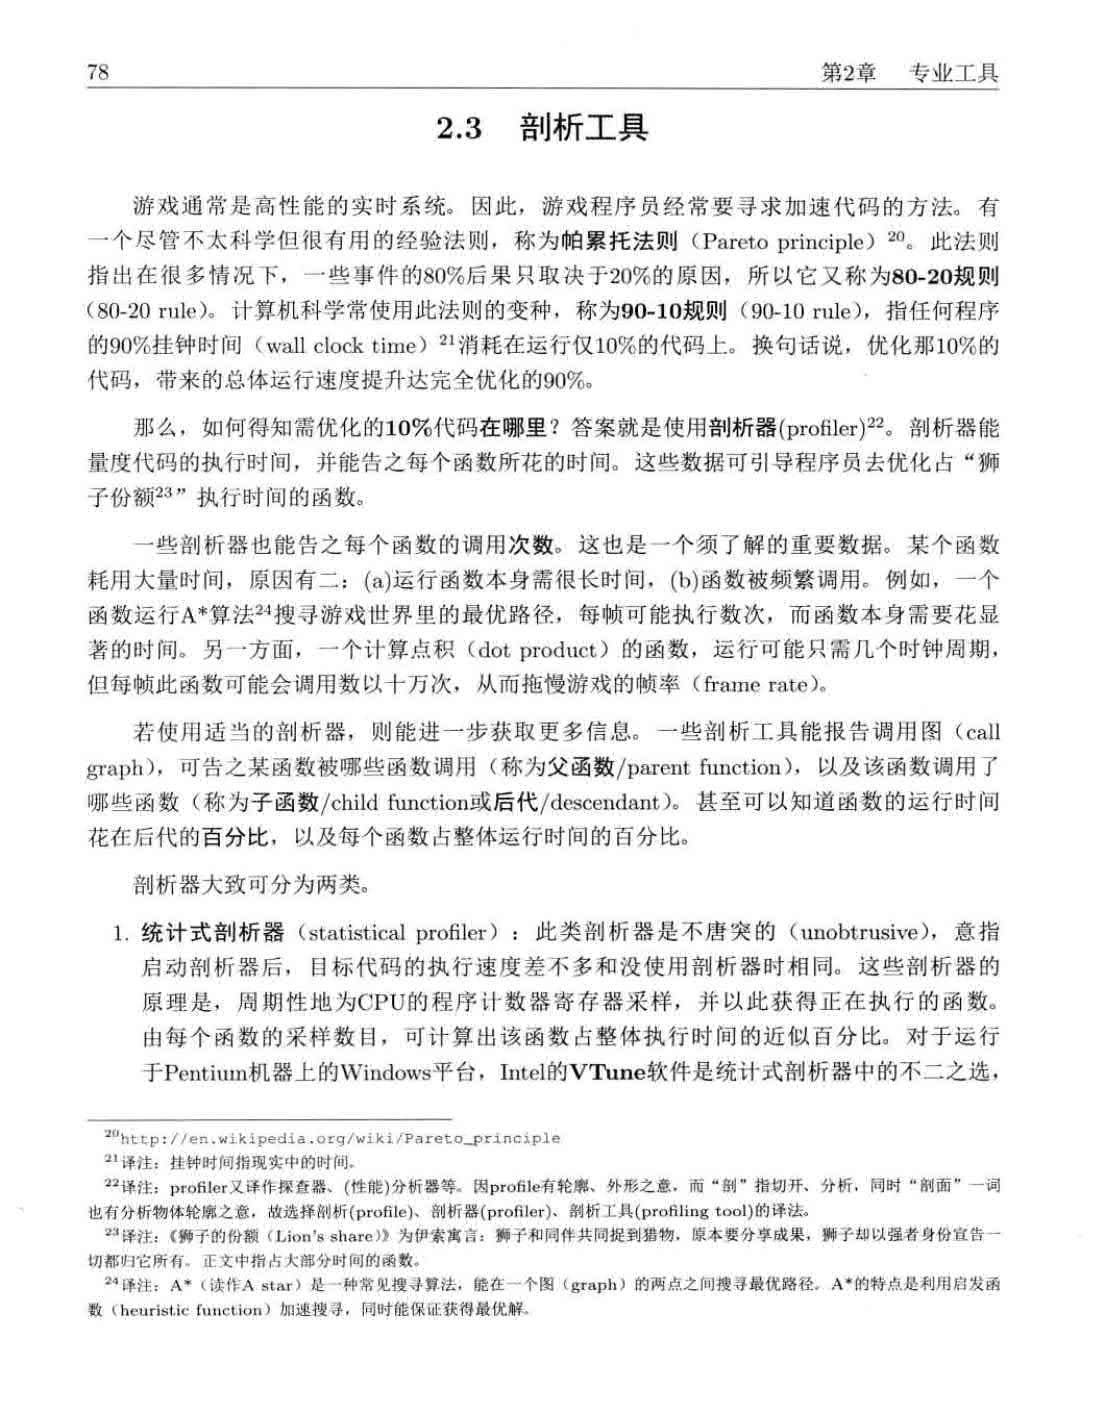 78
第2章 专业工具
2.3 剖析工具
游戏通常是高性能的实时系统。因此，游戏程序员经常要寻求加速代码的方法。有
一个尽管不太科学但很有用的经验法则，称为帕累托法则（Pareto principle）20。此法则
指出在很多情况下，一些事件的80%后果只取决于20%的原因，所以它又称为80-20规则
（80-20 rule）。计算机科学常使用此法则的变种，称为90-10规则（90-10 rule），指任何程序
的90%挂钟时间（wall clock time）21消耗在运行仅10%的代码上。换句话说，优化那10%的
代码，带来的总体运行速度提升达完全优化的90%。
那么，如何得知需优化的10%代码在哪里？答案就是使用剖析器(profiler)22。剖析器能
量度代码的执行时间，并能告之每个函数所花的时间。这些数据可引导程序员去优化占“狮
子份额23”执行时间的函数。
一些剖析器也能告之每个函数的调用次数。这也是一个须了解的重要数据。某个函数
耗用大量时间，原因有二：(a)运行函数本身需很长时间，(b)函数被频繁调用。例如，一个
函数运行A*算法24搜寻游戏世界里的最优路径，每帧可能执行数次，而函数本身需要花显
著的时间。另一方面，一个计算点积（dot product）的函数，运行可能只需几个时钟周期，
但每帧此函数可能会调用数以十万次，从而拖慢游戏的帧率（frame rate）。
若使用适当的剖析器，则能进一步获取更多信息。一些剖析工具能报告调用图（call
graph），可告之某函数被哪些函数调用（称为父函数/parent function），以及该函数调用了
哪些函数（称为子函数/child function或后代/descendant）。甚至可以知道函数的运行时间
花在后代的百分比，以及每个函数占整体运行时间的百分比。
剖析器大致可分为两类。
1. 统计式剖析器（statistical profiler）：此类剖析器是不唐突的（unobtrusive），意指
启动剖析器后，目标代码的执行速度差不多和没使用剖析器时相同。这些剖析器的
原理是，周期性地为CPU的程序计数器寄存器采样，并以此获得正在执行的函数。
由每个函数的采样数目，可计算出该函数占整体执行时间的近似百分比。对于运行
于Pentium机器上的Windows平台，Intel的VTune软件是统计式剖析器中的不二之选，
20http://en.wikipedia.org/wiki/Pareto_principle
21译注：挂钟时间指现实中的时间。
22译注：profiler又译作探查器、(性能)分析器等。因profile有轮廓、外形之意，而“剖”指切开、分析，同时“剖面”一词
也有分析物体轮廓之意，故选择剖析(profile)、剖析器(profiler)、剖析工具(profiling tool)的译法。
23译注：《狮子的份额（Lion's share）》为伊索寓言：狮子和同伴共同捉到猎物，原本要分享成果，狮子却以强者身份宣告一
切都归它所有。正文中指占大部分时间的函数。
24译注：A*（读作A star）是一种常见搜寻算法，能在一个图（graph）的两点之间搜寻最优路径。A*的特点是利用启发函
数（heuristic function）加速搜寻，同时能保证获得最优解。